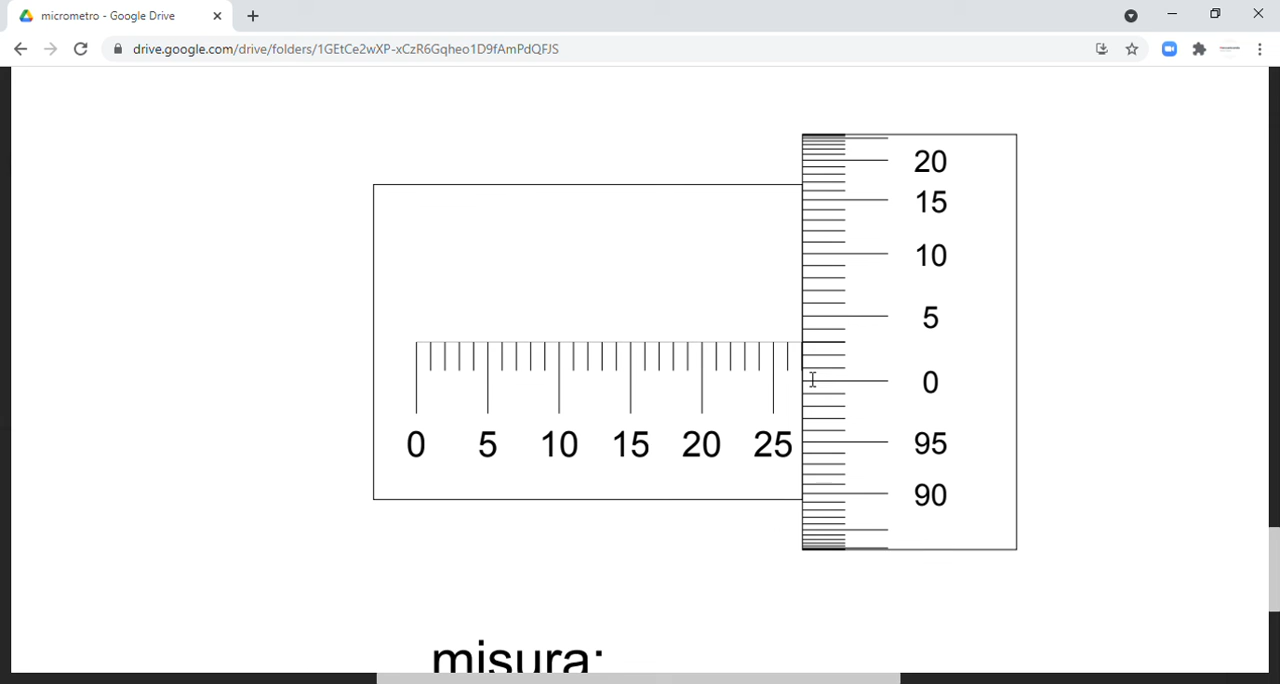 micrometro - Google Drive
drive.google.com/drive/folders/1GEtCe2wXP-xCzR6Gqheo1D9fAmPdQFJS
20
15
10
5
0
95
90
0 5 10 15 20 25
misura: